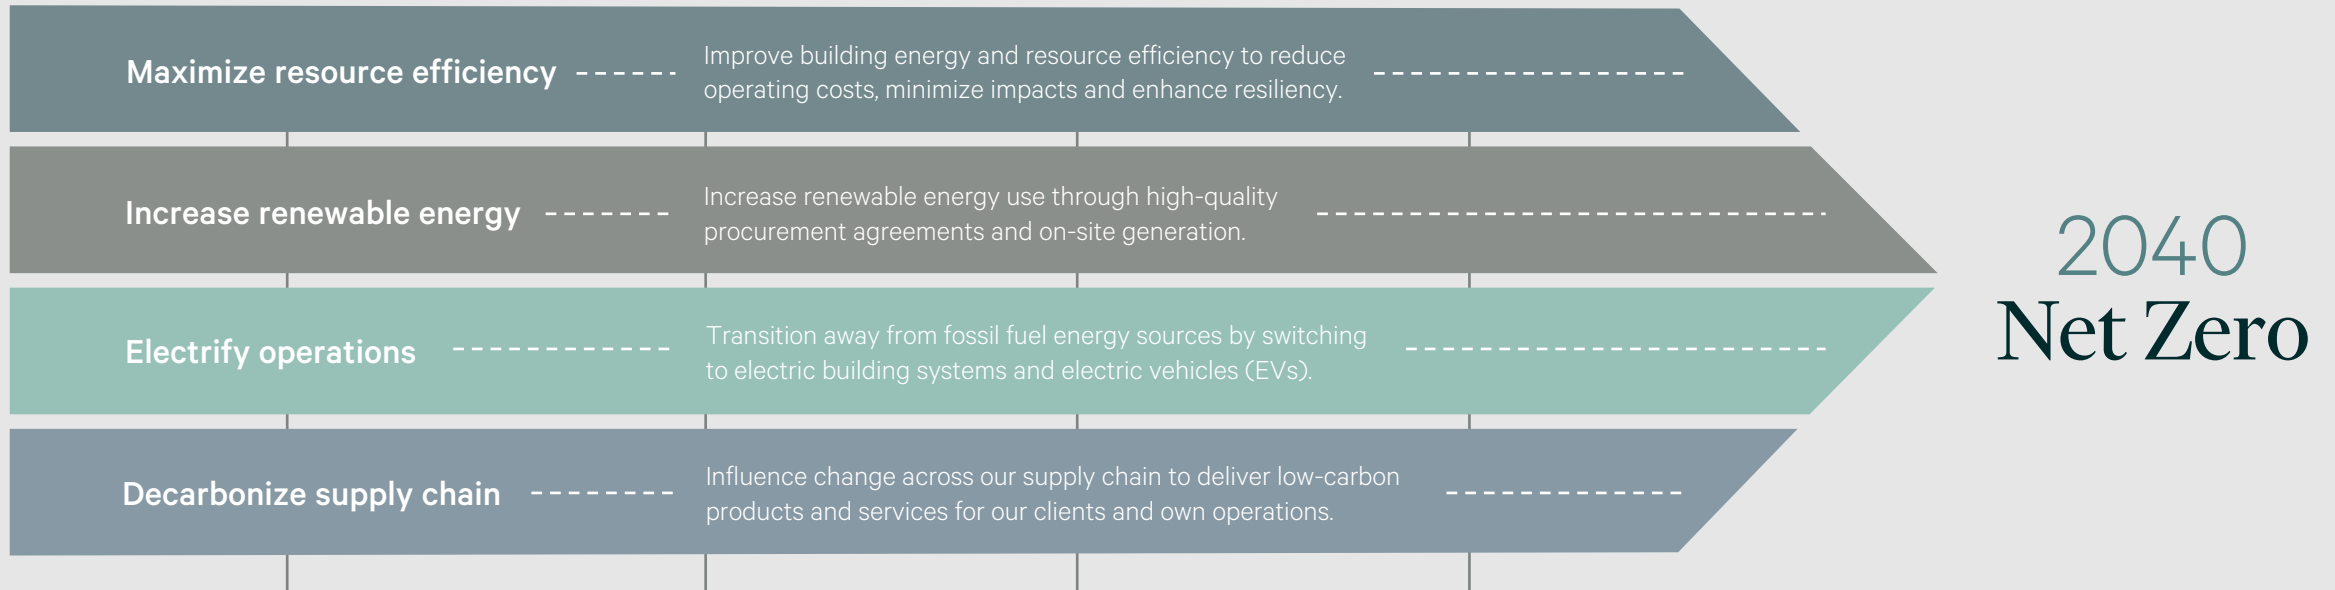 Maximize resource efficiency
Improve building energy and resource efficiency to reduce
operating costs, minimize impacts and enhance resiliency.
Increase renewable energy
Increase renewable energy use through high-quality
procurement agreements and on-site generation.
Electrify operations
Transition away from fossil fuel energy sources by switching
to electric building systems and electric vehicles (EVs).
Decarbonize supply chain
Influence change across our supply chain to deliver low-carbon
products and services for our clients and own operations.
2040
Net Zero